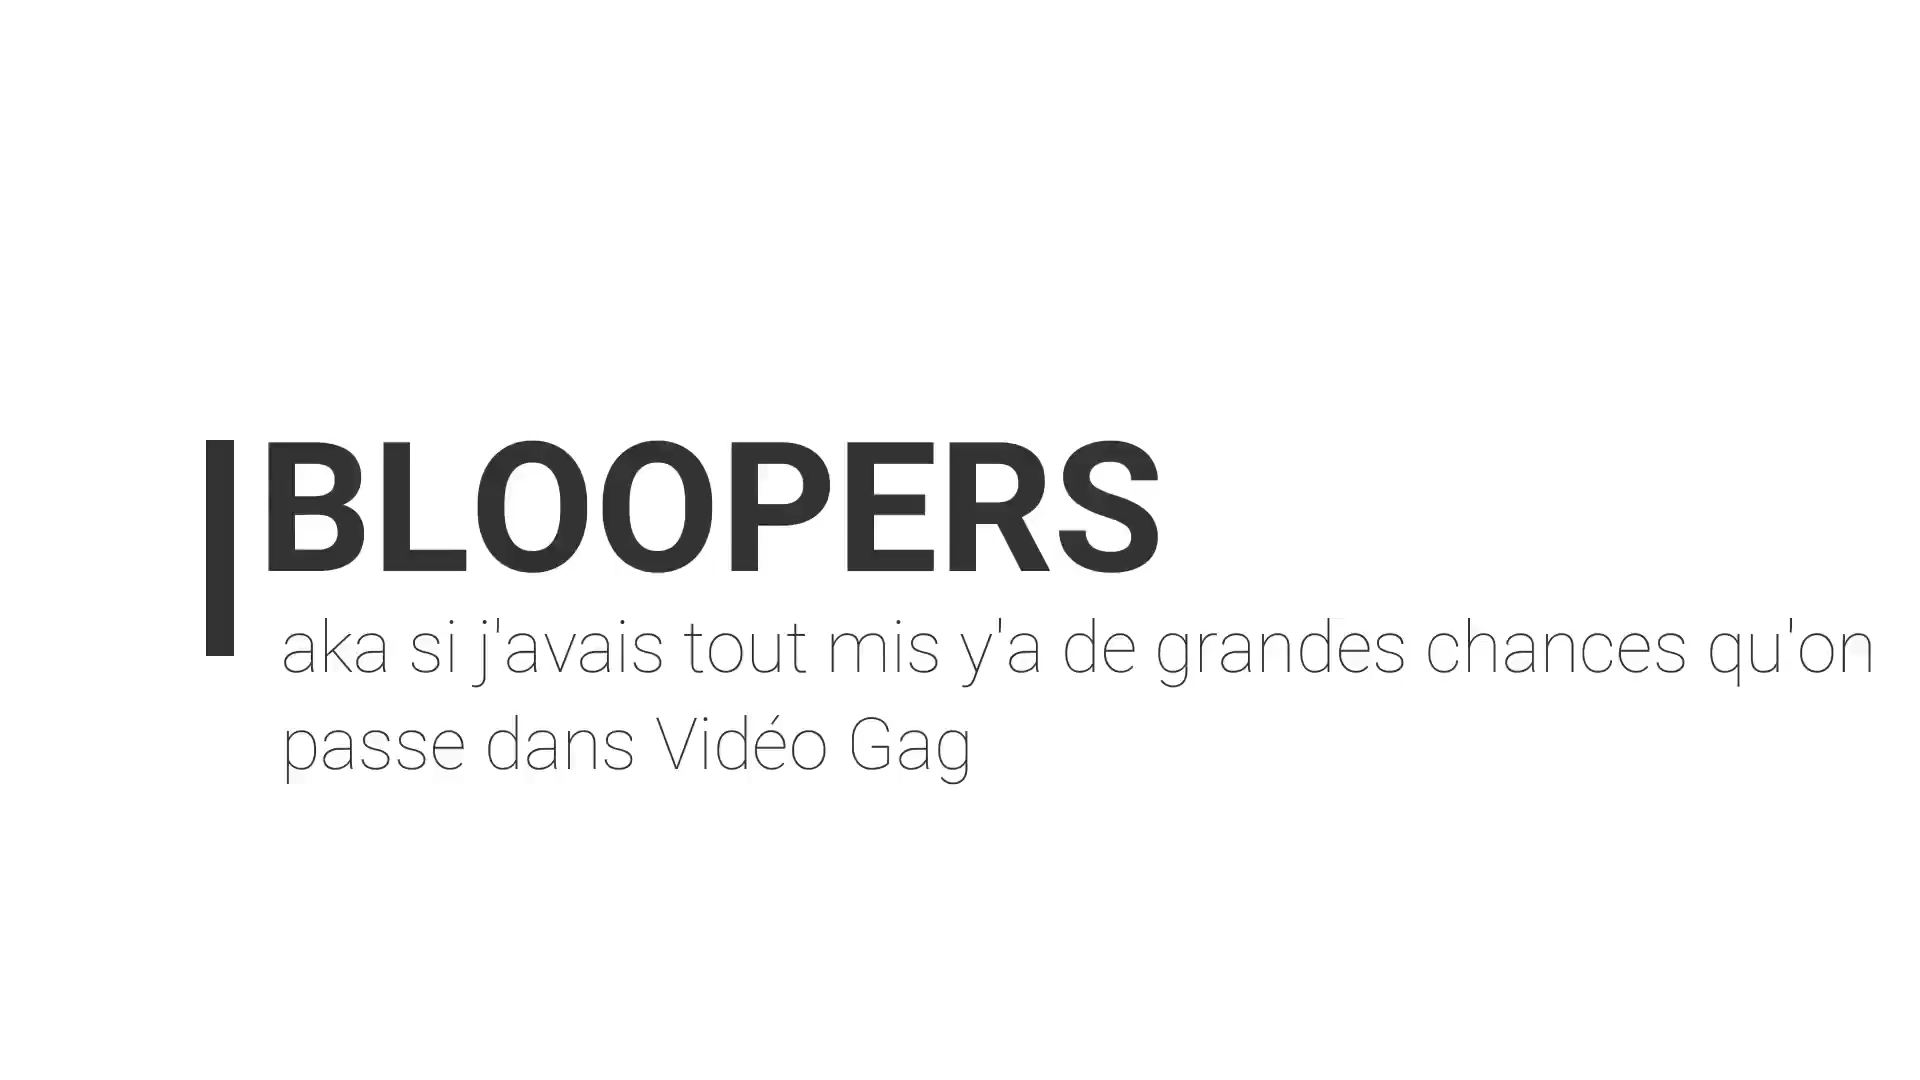 BLOOPERS
aka si j'avais tout mis y'a de grandes chances qu'on
passe dans Vidéo Gag